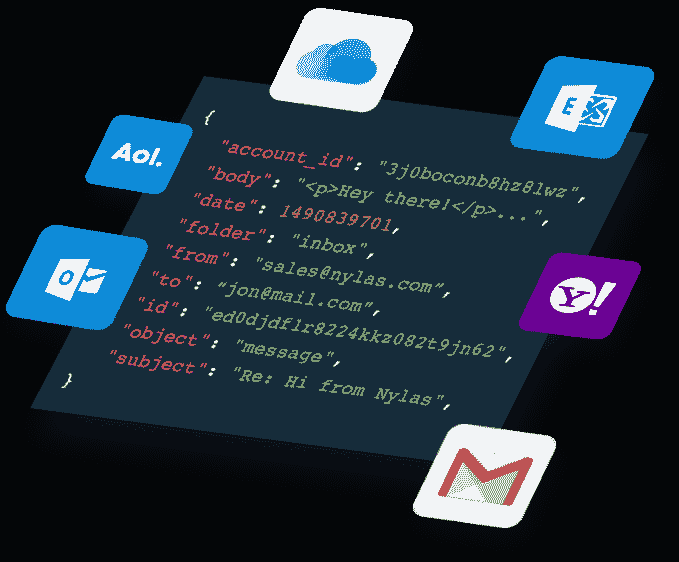 {
"account_id": "3j0boconb8hz8lwz",
"body": "<p>Hey there!</p>...",
"date": 1490839701,
"folder": "inbox",
"from": "sales@nylas.com",
"to": "jon@mail.com",
"id": "ed0djdflr8224kkz082t9jn62",
"object": "message",
"subject": "Re: Hi from Nylas",
}
Aol.
E
O
Y!
M